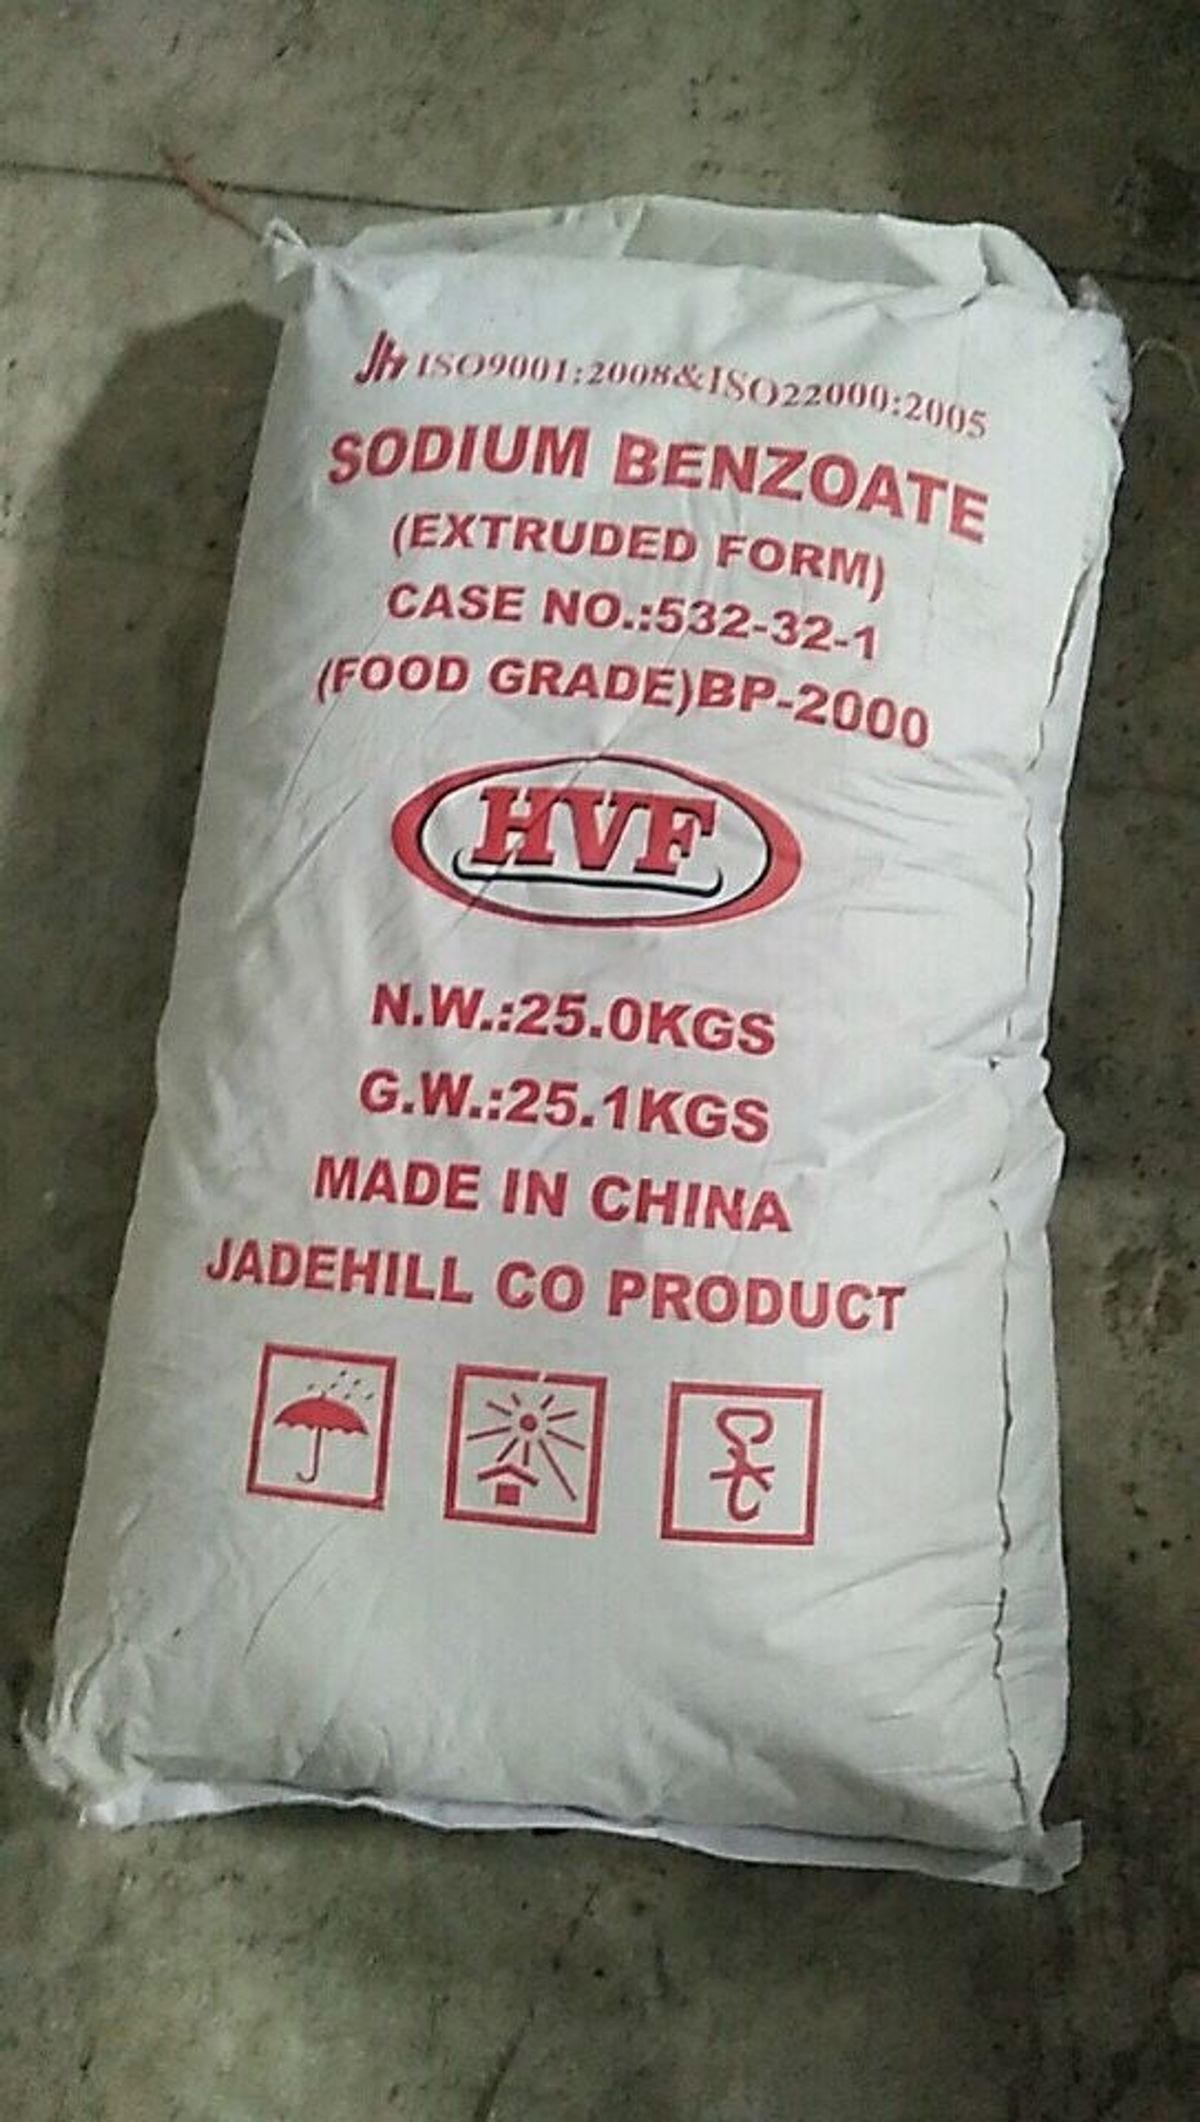 JH ISO9001:2008&ISO22000:2005
SODIUM BENZOATE
(EXTRUDED FORM)
CASE NO.:532-32-1
(FOOD GRADE)BP-2000
HVF
N.W.:25.0KGS
G.W.:25.1KGS
MADE IN CHINA
JADEHILL CO PRODUCT